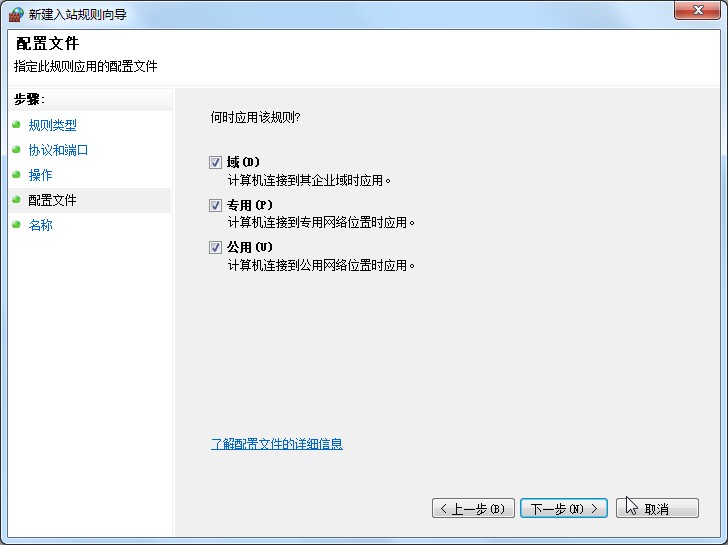 新建入站规则向导
配置文件
指定此规则应用的配置文件
步骤:
规则类型
协议和端口
操作
配置文件
名称
何时应用该规则?
域(D)
计算机连接到其企业域时应用。
专用(P)
计算机连接到专用网络位置时应用。
公用(U)
计算机连接到公用网络位置时应用。
了解配置文件的详细信息
< 上一步(B)
下一步(N) >
取消